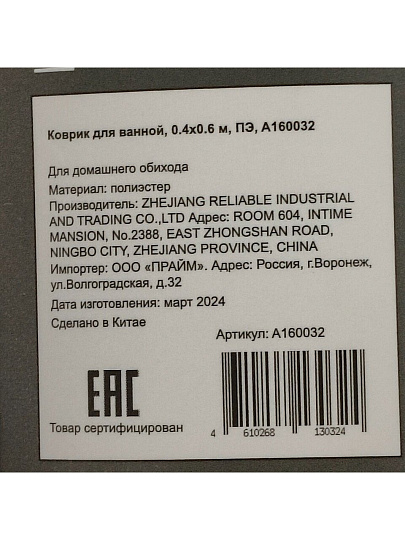 Коврик для ванной, 0.4х0.6 м, ПЭ, А160032
Для домашнего обихода
Материал: полиэстер
Производитель: ZHEJIANG RELIABLE INDUSTRIAL
AND TRADING CO.,LTD Адрес: ROOM 604, INTIME
MANSION, No.2388, EAST ZHONGSHAN ROAD,
NINGBO CITY, ZHEJIANG PROVINCE, CHINA
Импортер: ООО «ПРАЙМ». Адрес: Россия, г.Воронеж,
ул.Волгоградская, д.32
Дата изготовления: март 2024
Сделано в Китае
Артикул: А160032
EAC
Товар сертифицирован
4 610268 130324